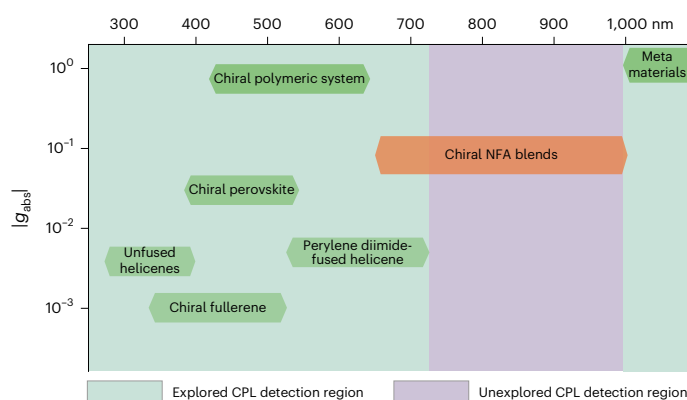 300 400 500 600 700 800 900 1,000 nm
10⁰
10⁻¹
10⁻²
10⁻³
|g_abs|
Meta
materials
Chiral polymeric system
Chiral NFA blends
Chiral perovskite
Perylene diimide-
fused helicene
Unfused
helicenes
Chiral fullerene
Explored CPL detection region
Unexplored CPL detection region